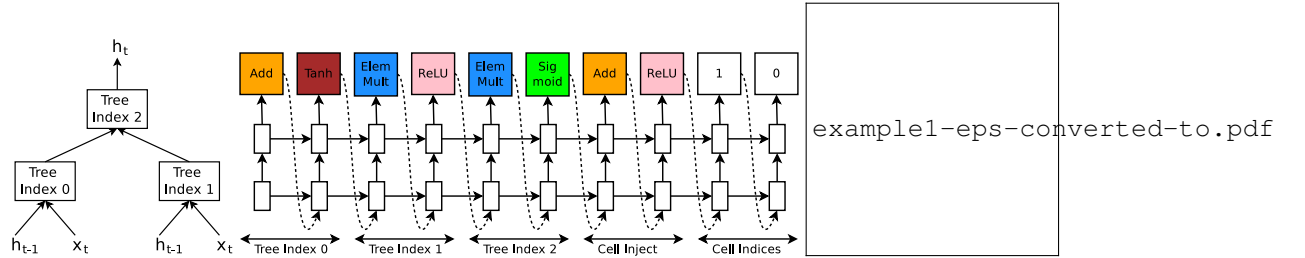 h_t
Tree
Index 2
Tree
Index 0
Tree
Index 1
h_{t-1}
x_t
h_{t-1}
x_t
Add
Tanh
Elem
Mult
ReLU
Elem
Mult
Sig
moid
Add
ReLU
1
0
Tree Index 0
Tree Index 1
Tree Index 2
Cell Inject
Cell Indices
example1-eps-converted-to.pdf